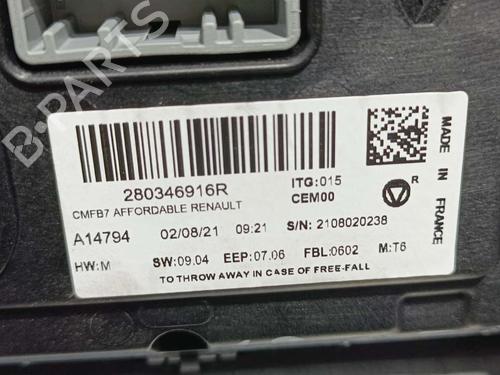 280346916R
ITG:015
CEM00
CMFB7 AFFORDABLE RENAULT
A14794 02/08/21 09:21 S/N: 2108020238
HW:M SW:09.04 EEP:07.06 FBL:0602 M:T6
TO THROW AWAY IN CASE OF FREE-FALL
R
MADE IN FRANCE
B-PARTS